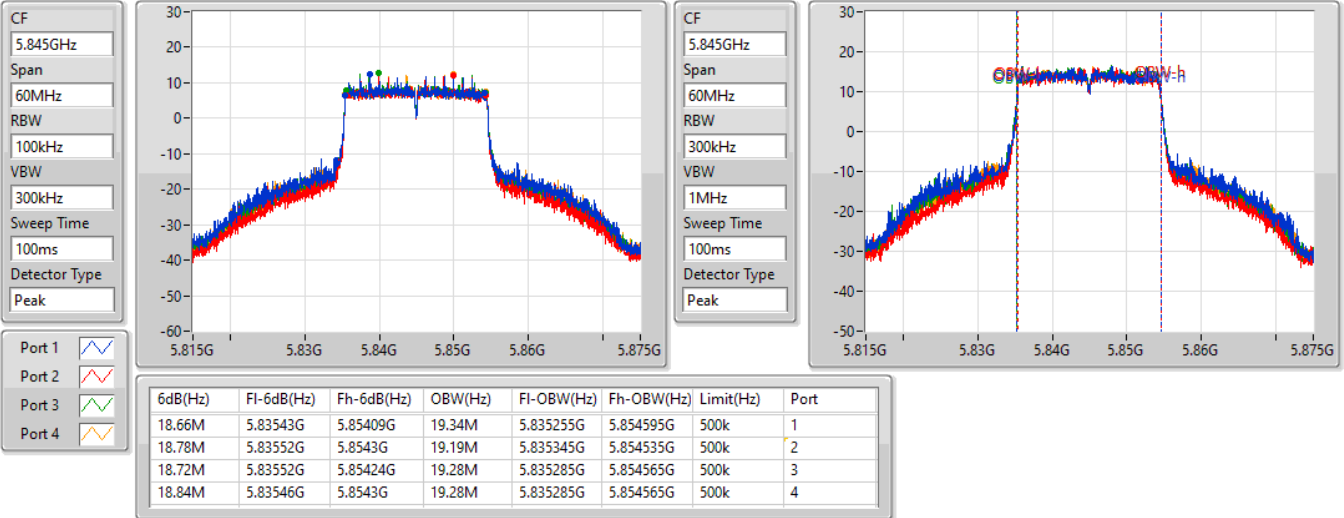 CF
5.845GHz
Span
60MHz
RBW
100kHz
VBW
300kHz
Sweep Time
100ms
Detector Type
Peak
30
20
10
0
-10
-20
-30
-40
-50
-60
5.815G 5.83G 5.84G 5.85G 5.86G 5.875G
CF
5.845GHz
Span
60MHz
RBW
300kHz
VBW
1MHz
Sweep Time
100ms
Detector Type
Peak
30
20
10
0
-10
-20
-30
-40
-50
OBW-h
5.815G 5.83G 5.84G 5.85G 5.86G 5.875G
Port 1
Port 2
Port 3
Port 4
6dB(Hz) Fl-6dB(Hz) Fh-6dB(Hz) OBW(Hz) Fl-OBW(Hz) Fh-OBW(Hz) Limit(Hz) Port
18.66M 5.83543G 5.85409G 19.34M 5.835255G 5.854595G 500k 1
18.78M 5.83552G 5.8543G 19.19M 5.835345G 5.854535G 500k 2
18.72M 5.83552G 5.85424G 19.28M 5.835285G 5.854565G 500k 3
18.84M 5.83546G 5.8543G 19.28M 5.835285G 5.854565G 500k 4